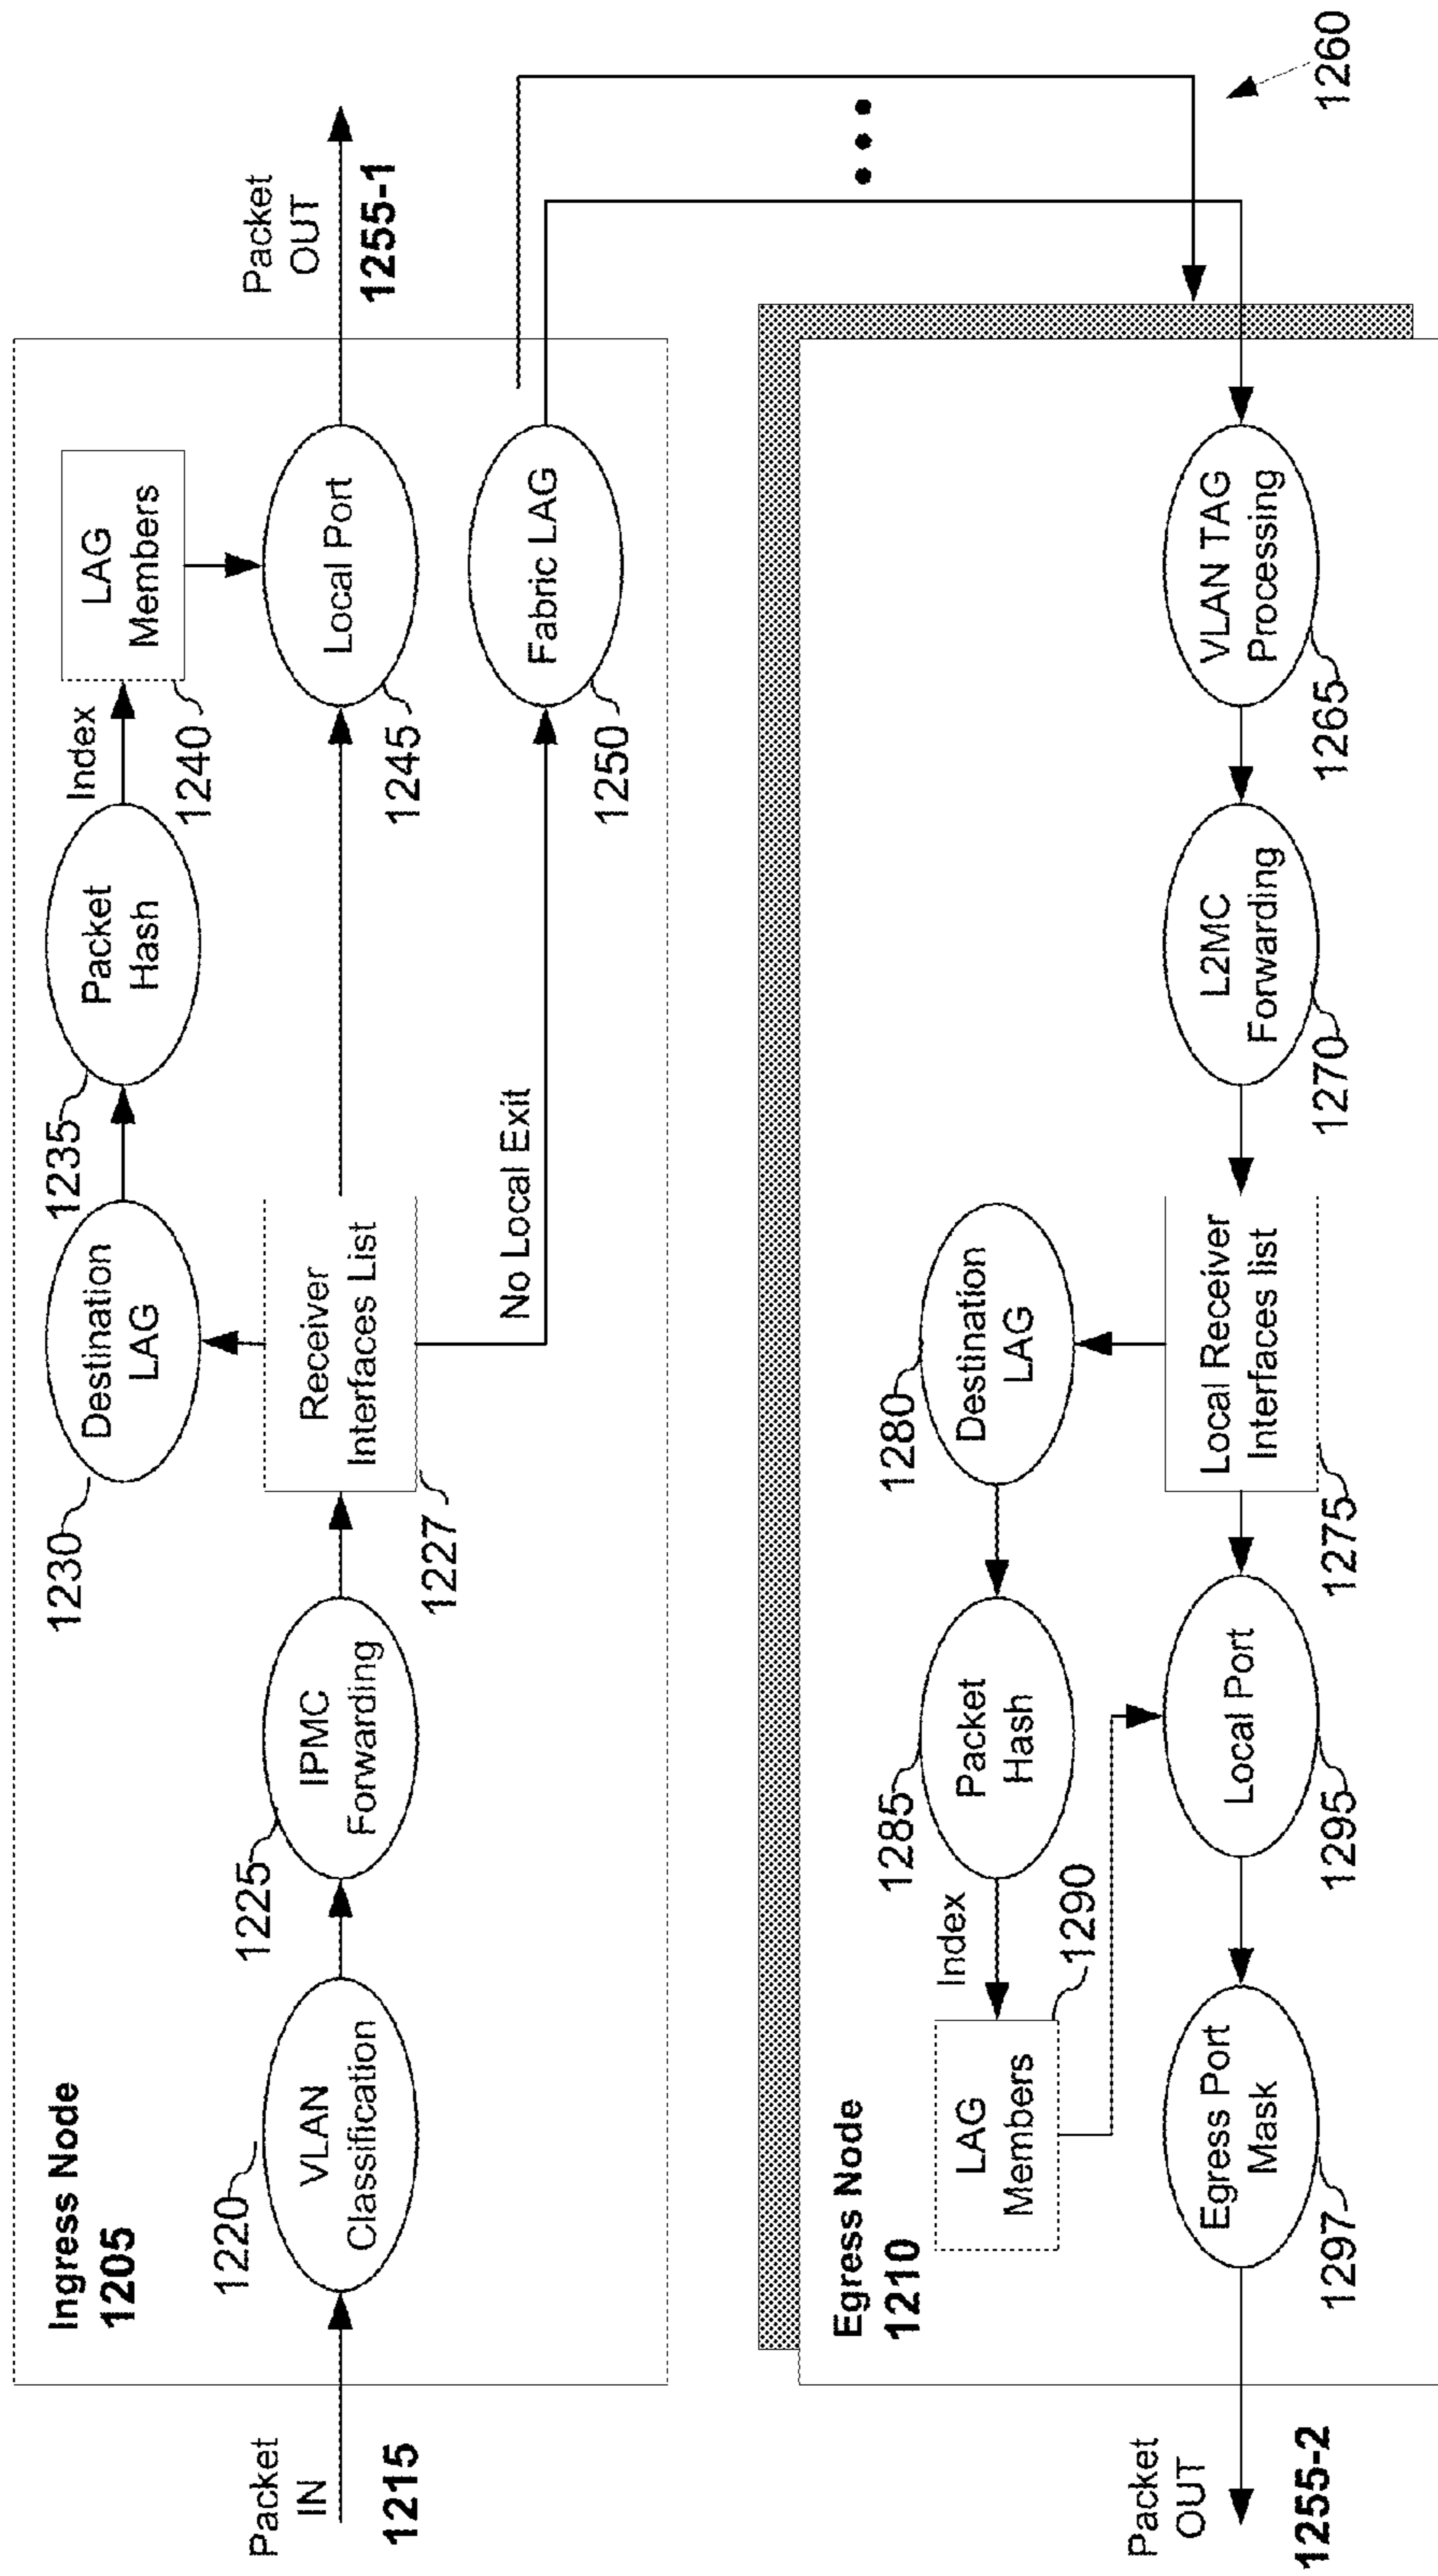 Ingress Node
1205
Packet
IN
1215
VLAN
Classification
1220
IPMC
Forwarding
1225
Receiver
Interfaces List
1227
Destination
LAG
1230
Packet
Hash
1235
Index
LAG
Members
1240
Local Port
1245
No Local Exit
Fabric LAG
1250
Packet
OUT
1255-1
1260
Egress Node
1210
VLAN TAG
Processing
1265
L2MC
Forwarding
1270
Local Receiver
Interfaces list
1275
Destination
LAG
1280
Packet
Hash
1285
Index
LAG
Members
1290
Local Port
1295
Egress Port
Mask
1297
Packet
OUT
1255-2